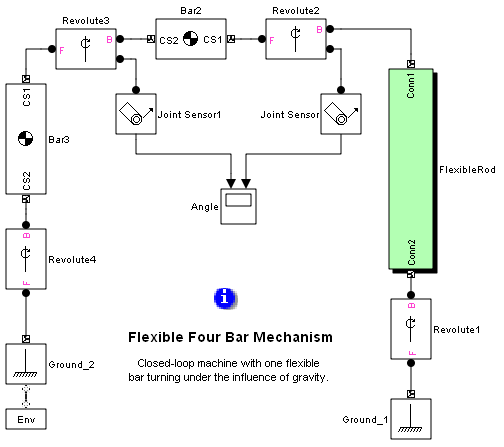 Bar2
Revolute3
Revolute2
F
B
CS2
CS1
F
B
CS1
Conn1
Joint Sensor1
Joint Sensor
Bar3
FlexibleRod
CS2
Angle
B
Revolute4
F
Conn2
B
Revolute1
F
Flexible Four Bar Mechanism
Closed-loop machine with one flexible
bar turning under the influence of gravity.
Ground_2
Env
Ground_1